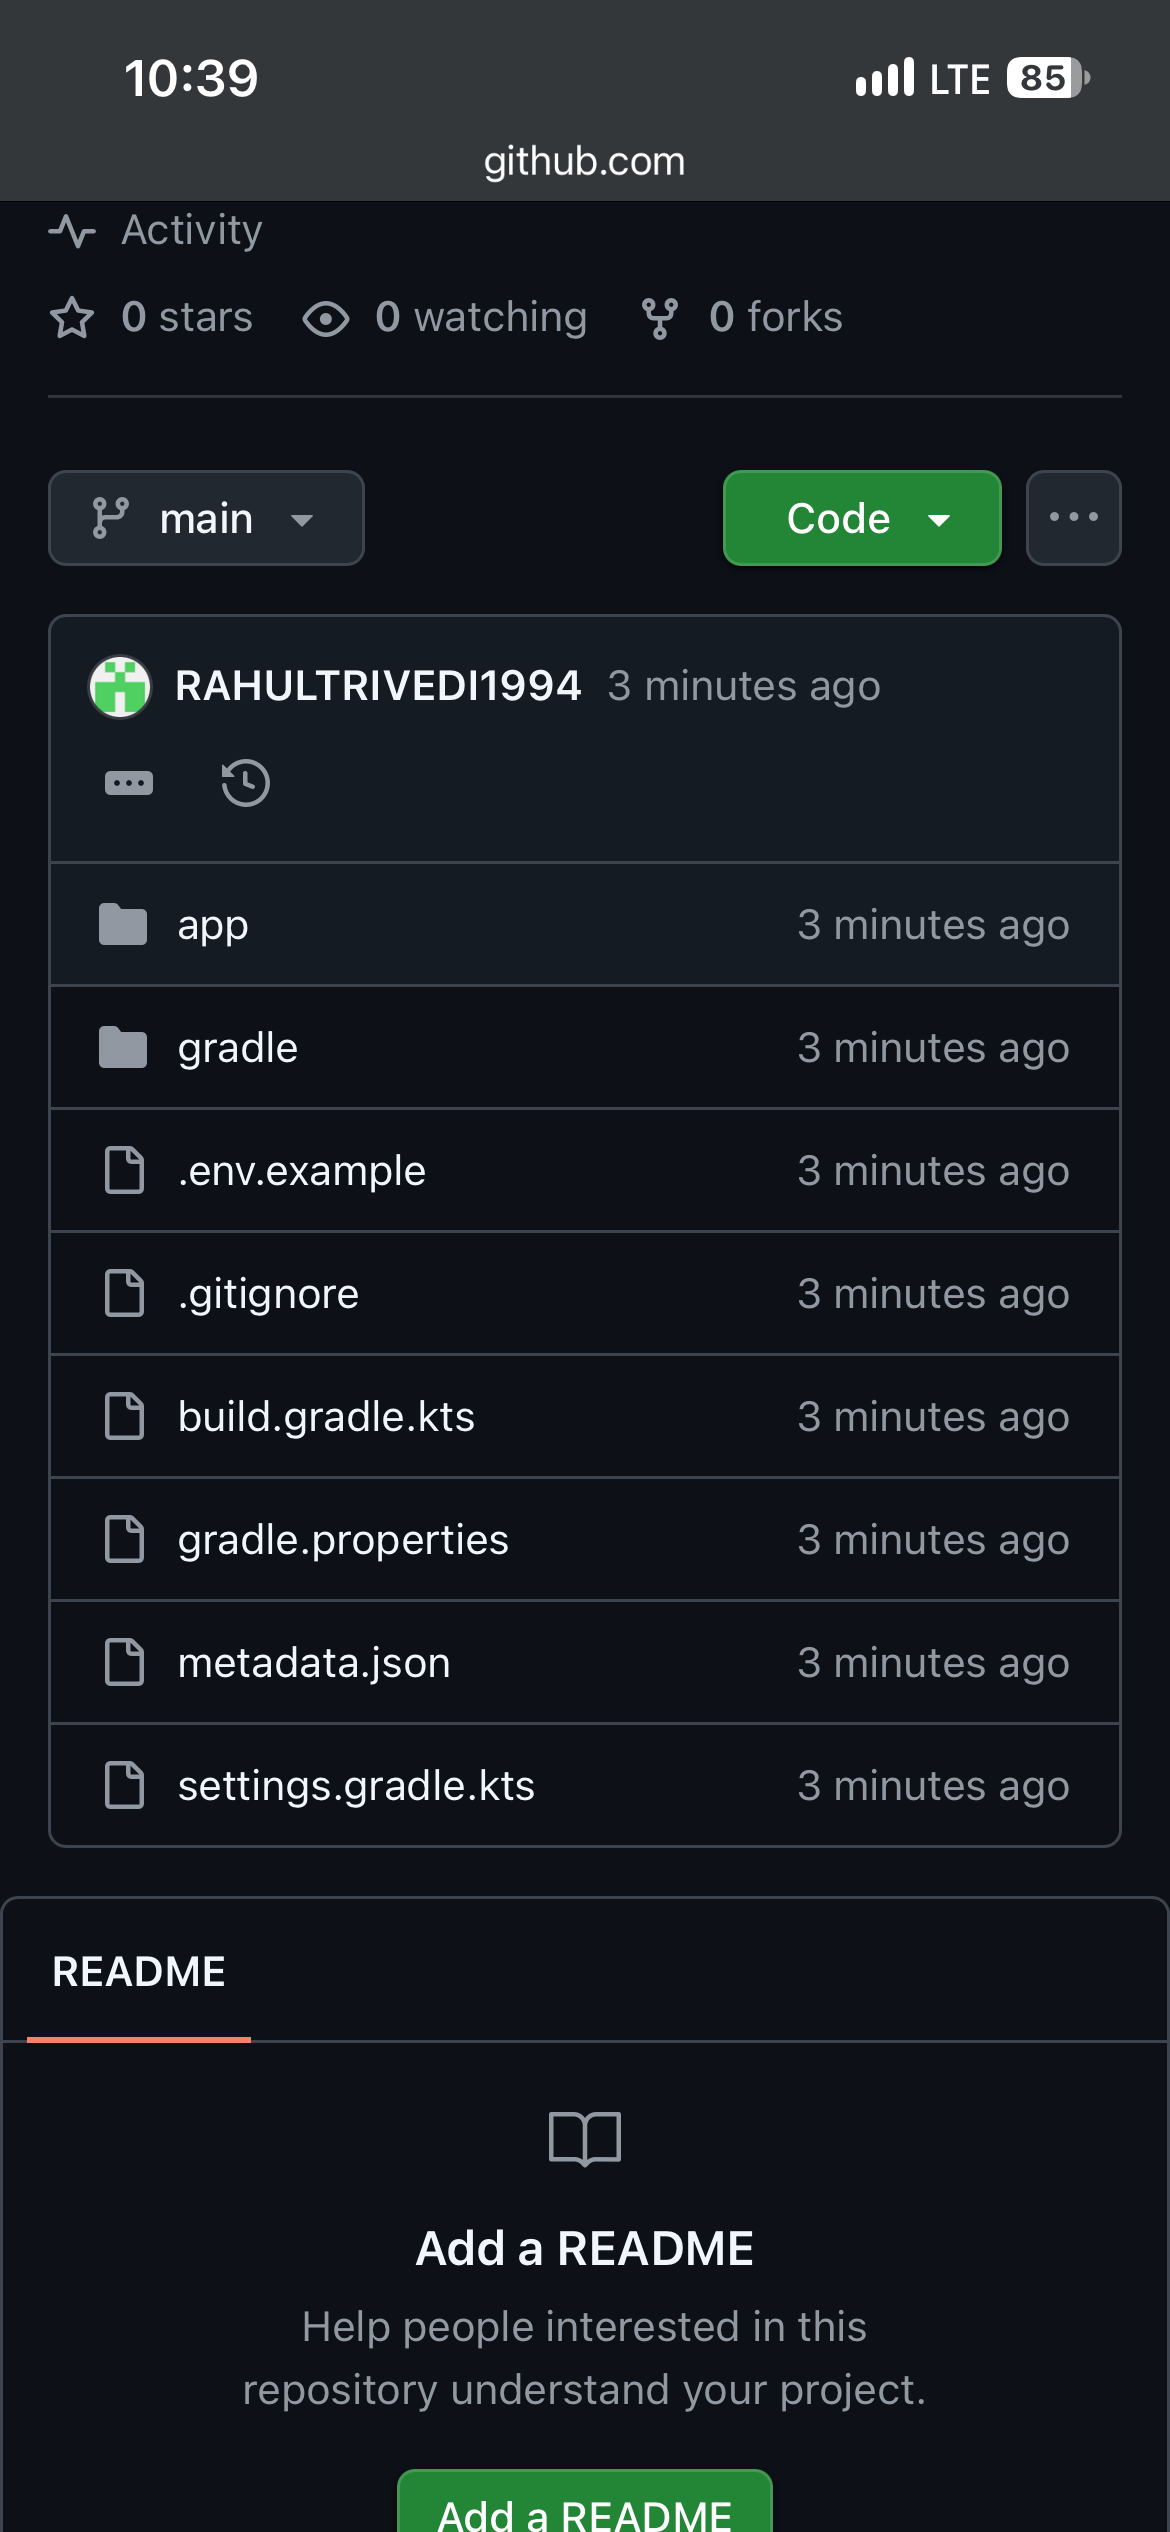 10:39 LTE 85
github.com
Activity
0 stars 0 watching 0 forks
main Code
RAHULTRIVEDI1994 3 minutes ago
app 3 minutes ago
gradle 3 minutes ago
.env.example 3 minutes ago
.gitignore 3 minutes ago
build.gradle.kts 3 minutes ago
gradle.properties 3 minutes ago
metadata.json 3 minutes ago
settings.gradle.kts 3 minutes ago
README
Add a README
Help people interested in this
repository understand your project.
Add a README